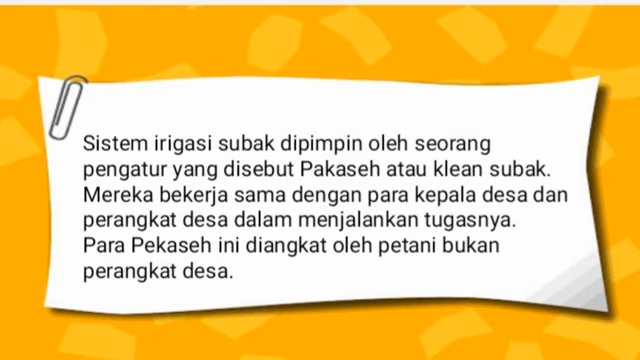 Sistem irigasi subak dipimpin oleh seorang
pengatur yang disebut Pakaseh atau klean subak.
Mereka bekerja sama dengan para kepala desa dan
perangkat desa dalam menjalankan tugasnya.
Para Pekaseh ini diangkat oleh petani bukan
perangkat desa.